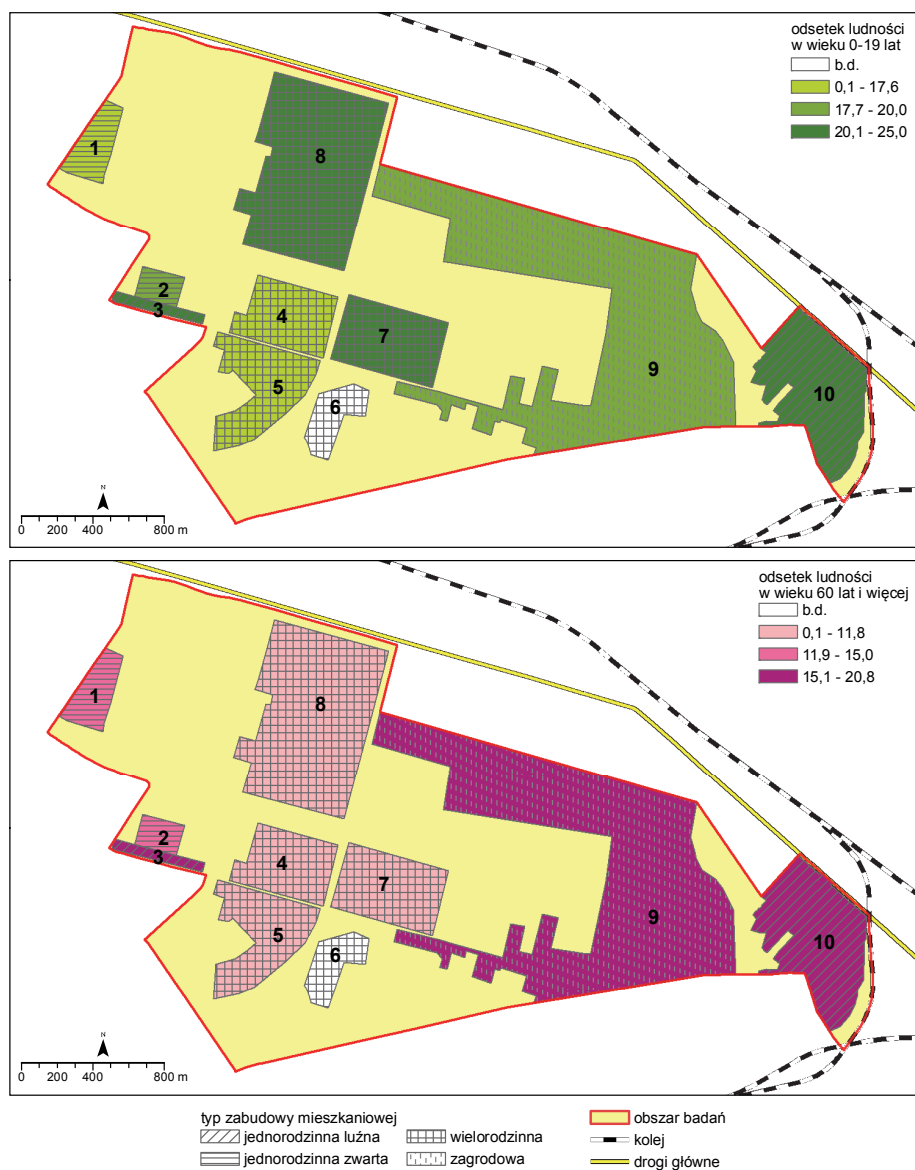 odsetek ludności
w wieku 0-19 lat
b.d.
0,1 - 17,6
17,7 - 20,0
20,1 - 25,0
1
8
2
3
4
7
5
6
9
10
N
0 200 400 800 m
odsetek ludności
w wieku 60 lat i więcej
b.d.
0,1 - 11,8
11,9 - 15,0
15,1 - 20,8
1
8
2
3
4
7
5
6
9
10
N
0 200 400 800 m
typ zabudowy mieszkaniowej
jednorodzinna luźna
wielorodzinna
jednorodzinna zwarta
zagrodowa
obszar badań
kolej
drogi główne